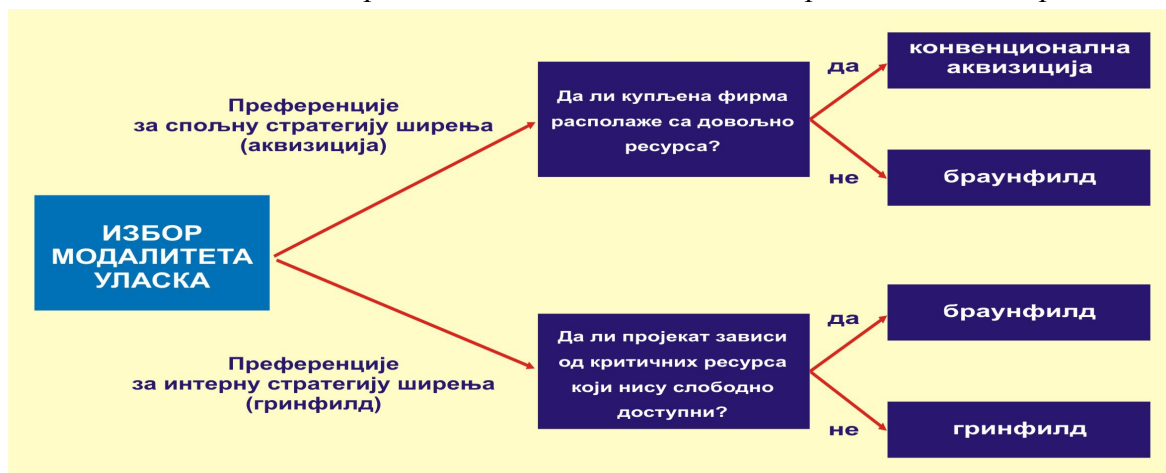 ИЗБОР
МОДАЛИТЕТА
УЛАСКА
Преференције
за спољну стратегију ширења
(аквизиција)
Да ли купљена фирма
располаже са довољно
ресурса?
да
конвенционална
аквизиција
не
браунфилд
Преференције
за интерну стратегију ширења
(гринфилд)
Да ли пројекат зависи
од критичних ресурса
који нису слободно
доступни?
да
браунфилд
не
гринфилд